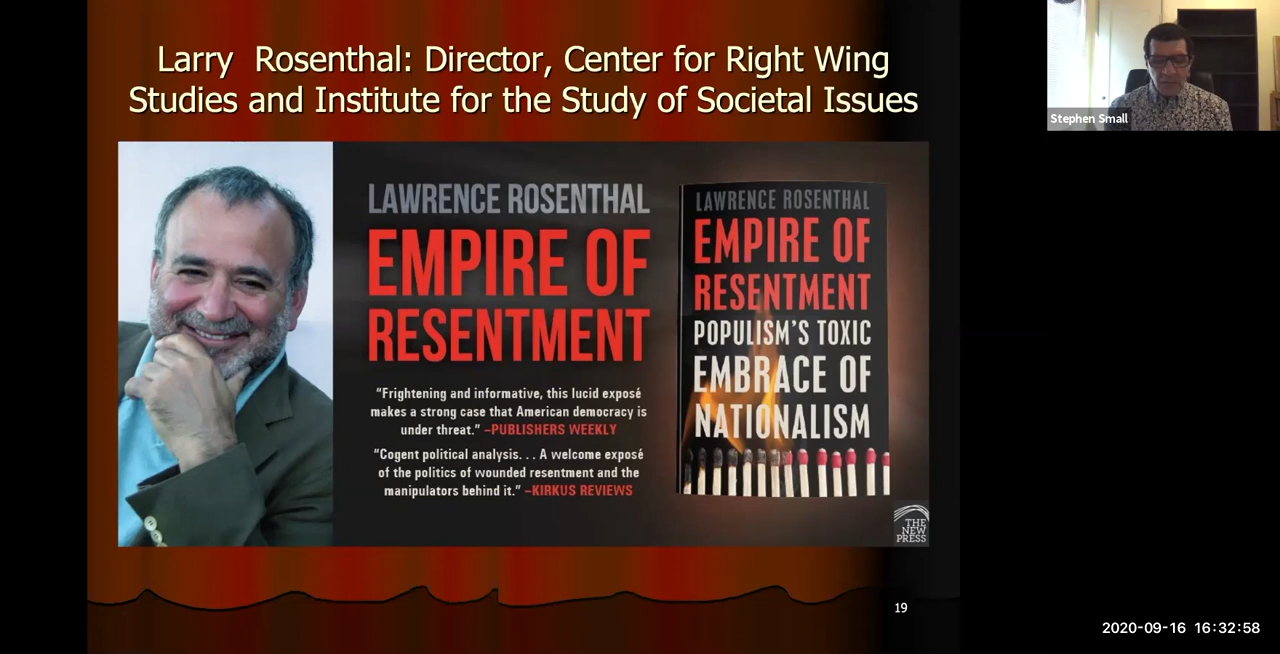 Larry  Rosenthal: Director, Center for Right Wing
Studies and Institute for the Study of Societal Issues
Stephen Small
LAWRENCE ROSENTHAL
EMPIRE OF
RESENTMENT
“Frightening and informative, this lucid exposé
makes a strong case that American democracy is
under threat.” –PUBLISHERS WEEKLY
“Cogent political analysis. . . A welcome exposé
of the politics of wounded resentment and the
manipulators behind it.” –KIRKUS REVIEWS
LAWRENCE ROSENTHAL
EMPIRE OF
RESENTMENT
POPULISM'S TOXIC
EMBRACE OF
NATIONALISM
THE
NEW
PRESS
19
2020-09-16 16:32:58